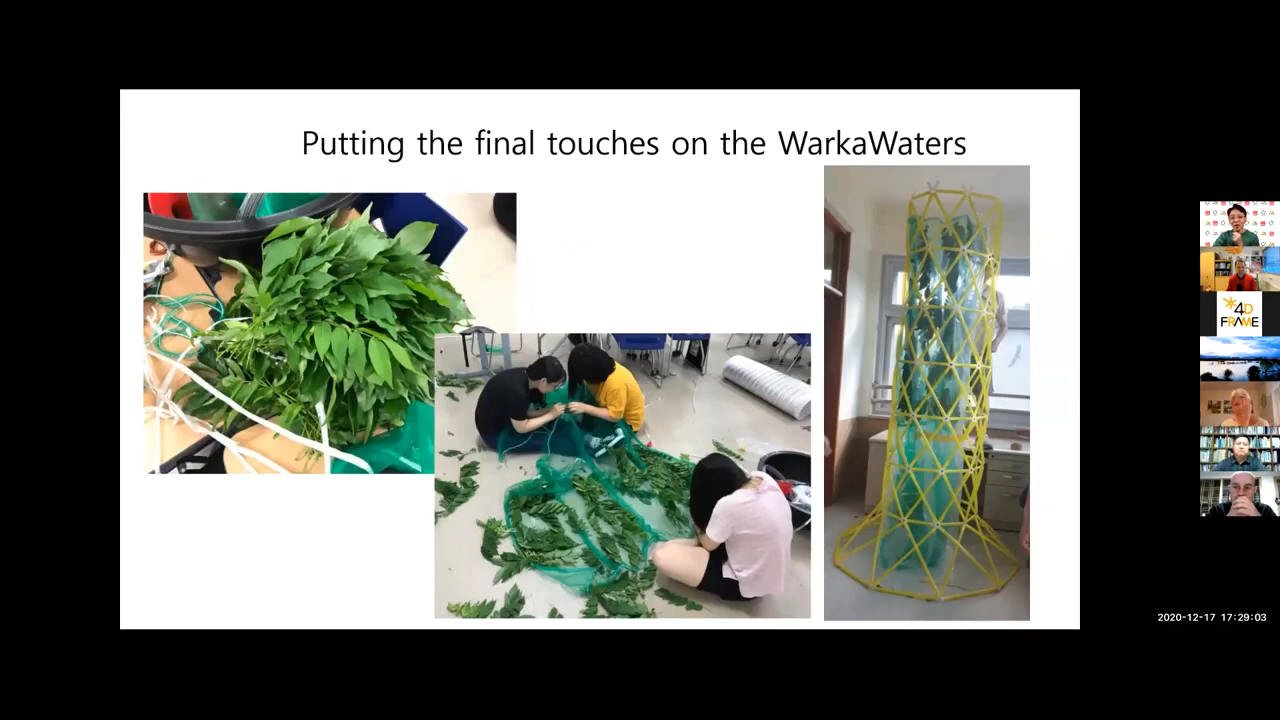 Putting the final touches on the WarkaWaters
4D
FRAME
2020-12-17 17:29:03